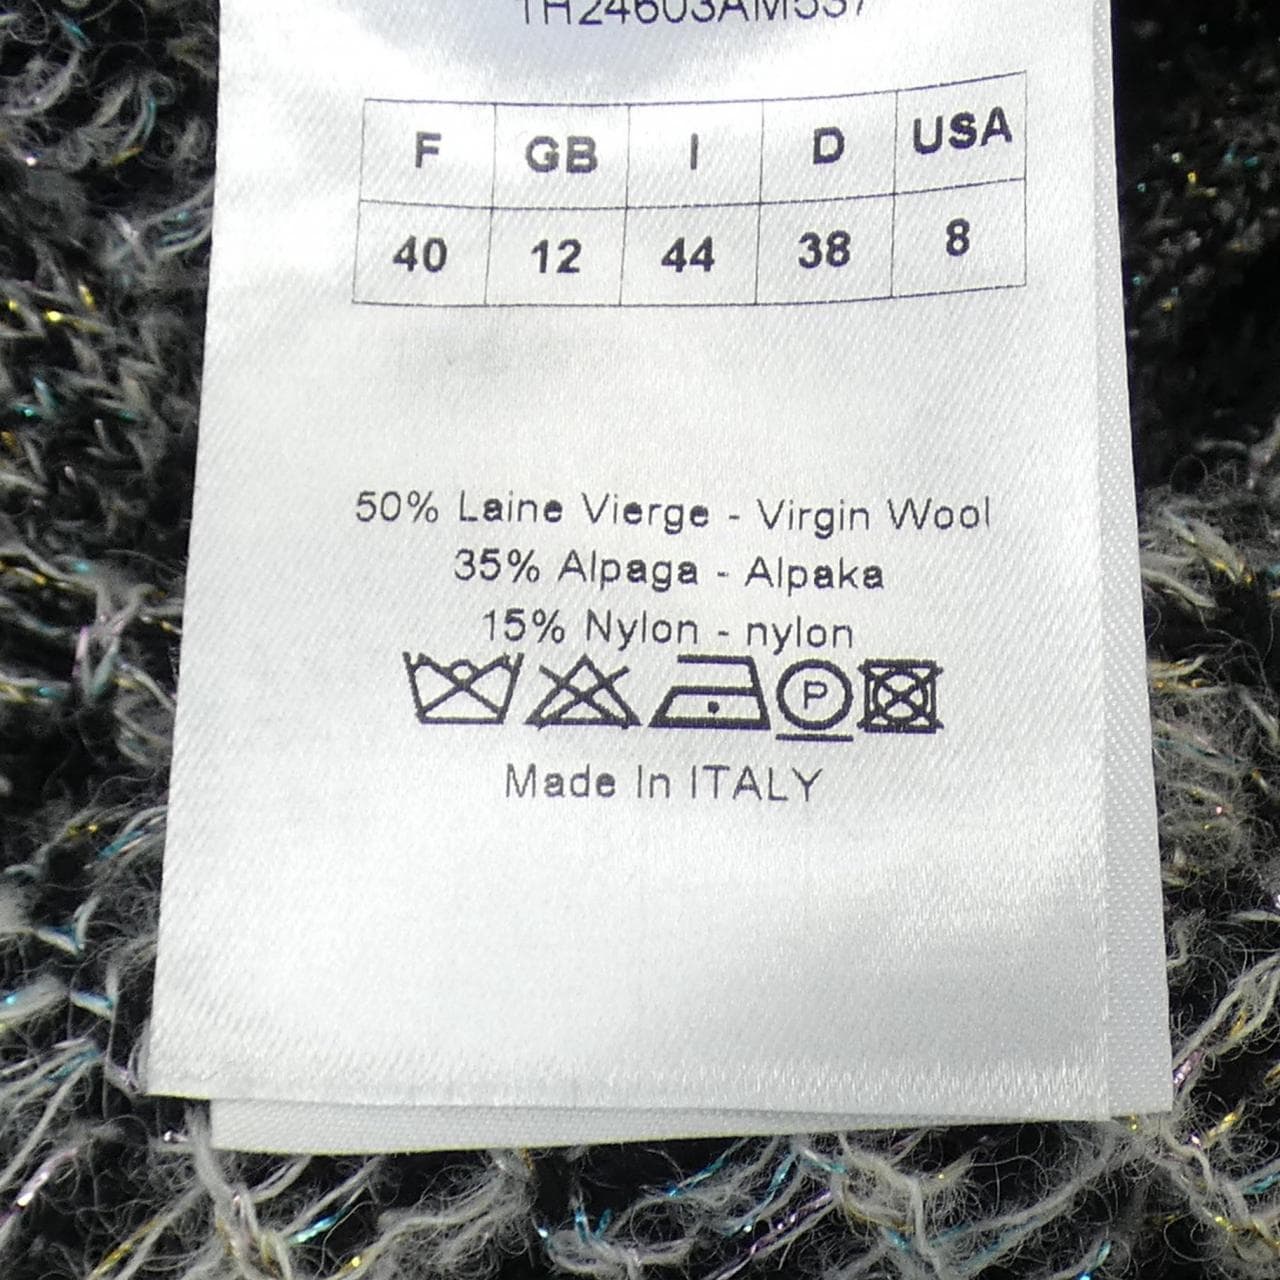 1H24603AM537
F GB I D USA
40 12 44 38 8
50% Laine Vierge - Virgin Wool
35% Alpaga - Alpaka
15% Nylon - nylon
P
Made In ITALY